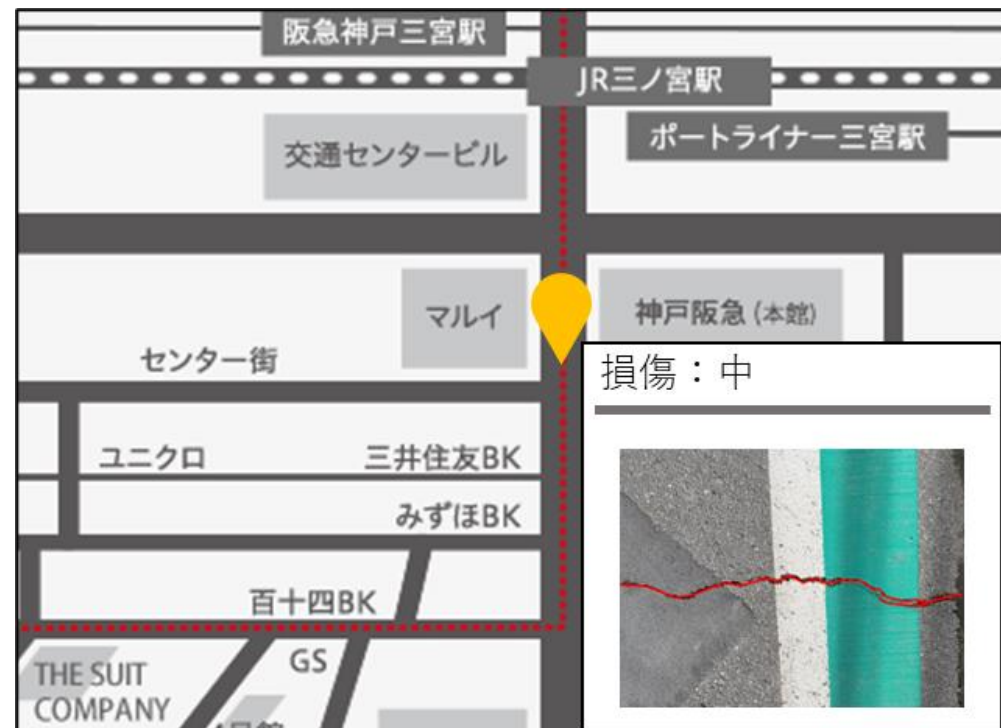 阪急神戸三宮駅
JR三ノ宮駅
ポートライナー三宮駅
交通センタービル
マルイ
神戸阪急 (本館)
センター街
損傷：中
ユニクロ
三井住友BK
みずほBK
百十四BK
GS
THE SUIT
COMPANY